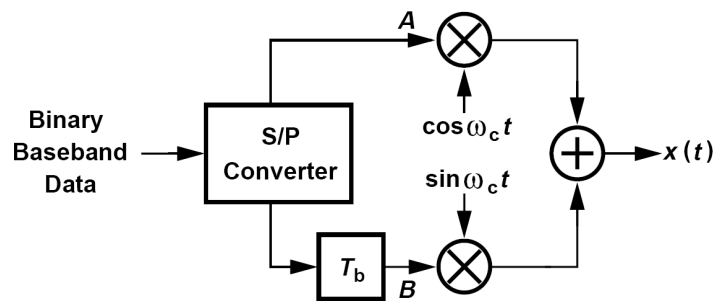 A
Binary
Baseband
Data
S/P
Converter
cos ω_c t
sin ω_c t
+
x (t)
T_b
B